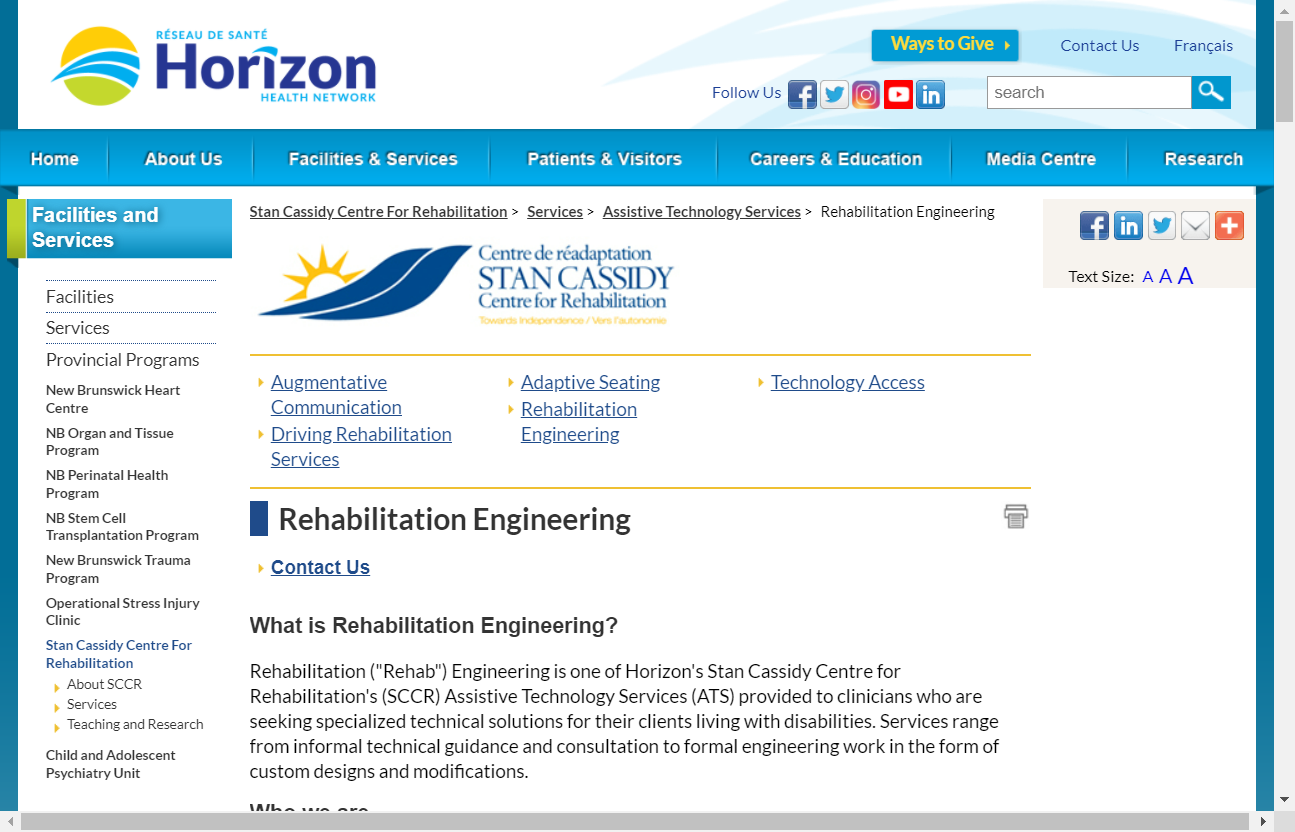 RÉSEAU DE SANTÉ
Horizon
HEALTH NETWORK
Ways to Give
Contact Us
Français
Follow Us
search
Home
About Us
Facilities & Services
Patients & Visitors
Careers & Education
Media Centre
Research
Facilities and
Services
Facilities
Services
Provincial Programs
New Brunswick Heart
Centre
NB Organ and Tissue
Program
NB Perinatal Health
Program
NB Stem Cell
Transplantation Program
New Brunswick Trauma
Program
Operational Stress Injury
Clinic
Stan Cassidy Centre For
Rehabilitation
About SCCR
Services
Teaching and Research
Child and Adolescent
Psychiatry Unit
Stan Cassidy Centre For Rehabilitation > Services > Assistive Technology Services > Rehabilitation Engineering
Centre de réadaptation
STAN CASSIDY
Centre for Rehabilitation
Towards Independence / Vers l'autonomie
Augmentative
Communication
Driving Rehabilitation
Services
Adaptive Seating
Rehabilitation
Engineering
Technology Access
Rehabilitation Engineering
Contact Us
What is Rehabilitation Engineering?
Rehabilitation ("Rehab") Engineering is one of Horizon's Stan Cassidy Centre for
Rehabilitation's (SCCR) Assistive Technology Services (ATS) provided to clinicians who are
seeking specialized technical solutions for their clients living with disabilities. Services range
from informal technical guidance and consultation to formal engineering work in the form of
custom designs and modifications.
Who we are
Text Size: A A A